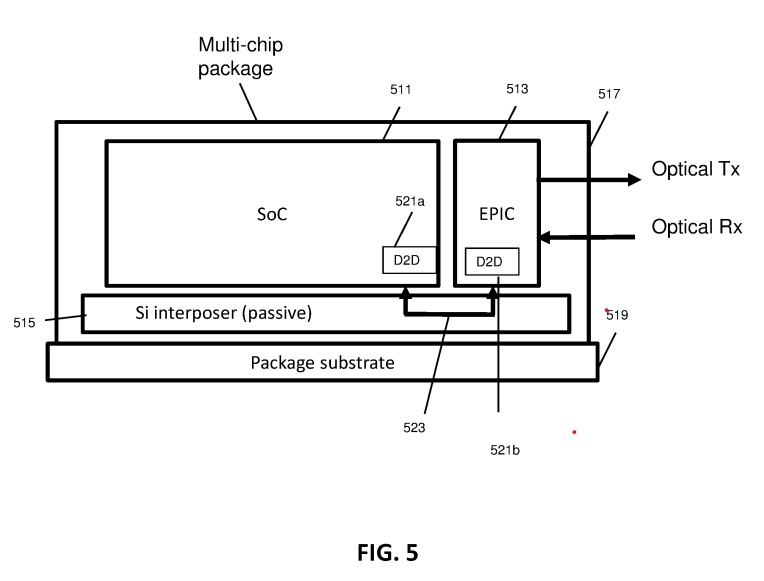 Multi-chip
package
511
513
517
Optical Tx
521a
SoC
EPIC
Optical Rx
D2D
D2D
Si interposer (passive)
515
519
Package substrate
523
521b
FIG. 5